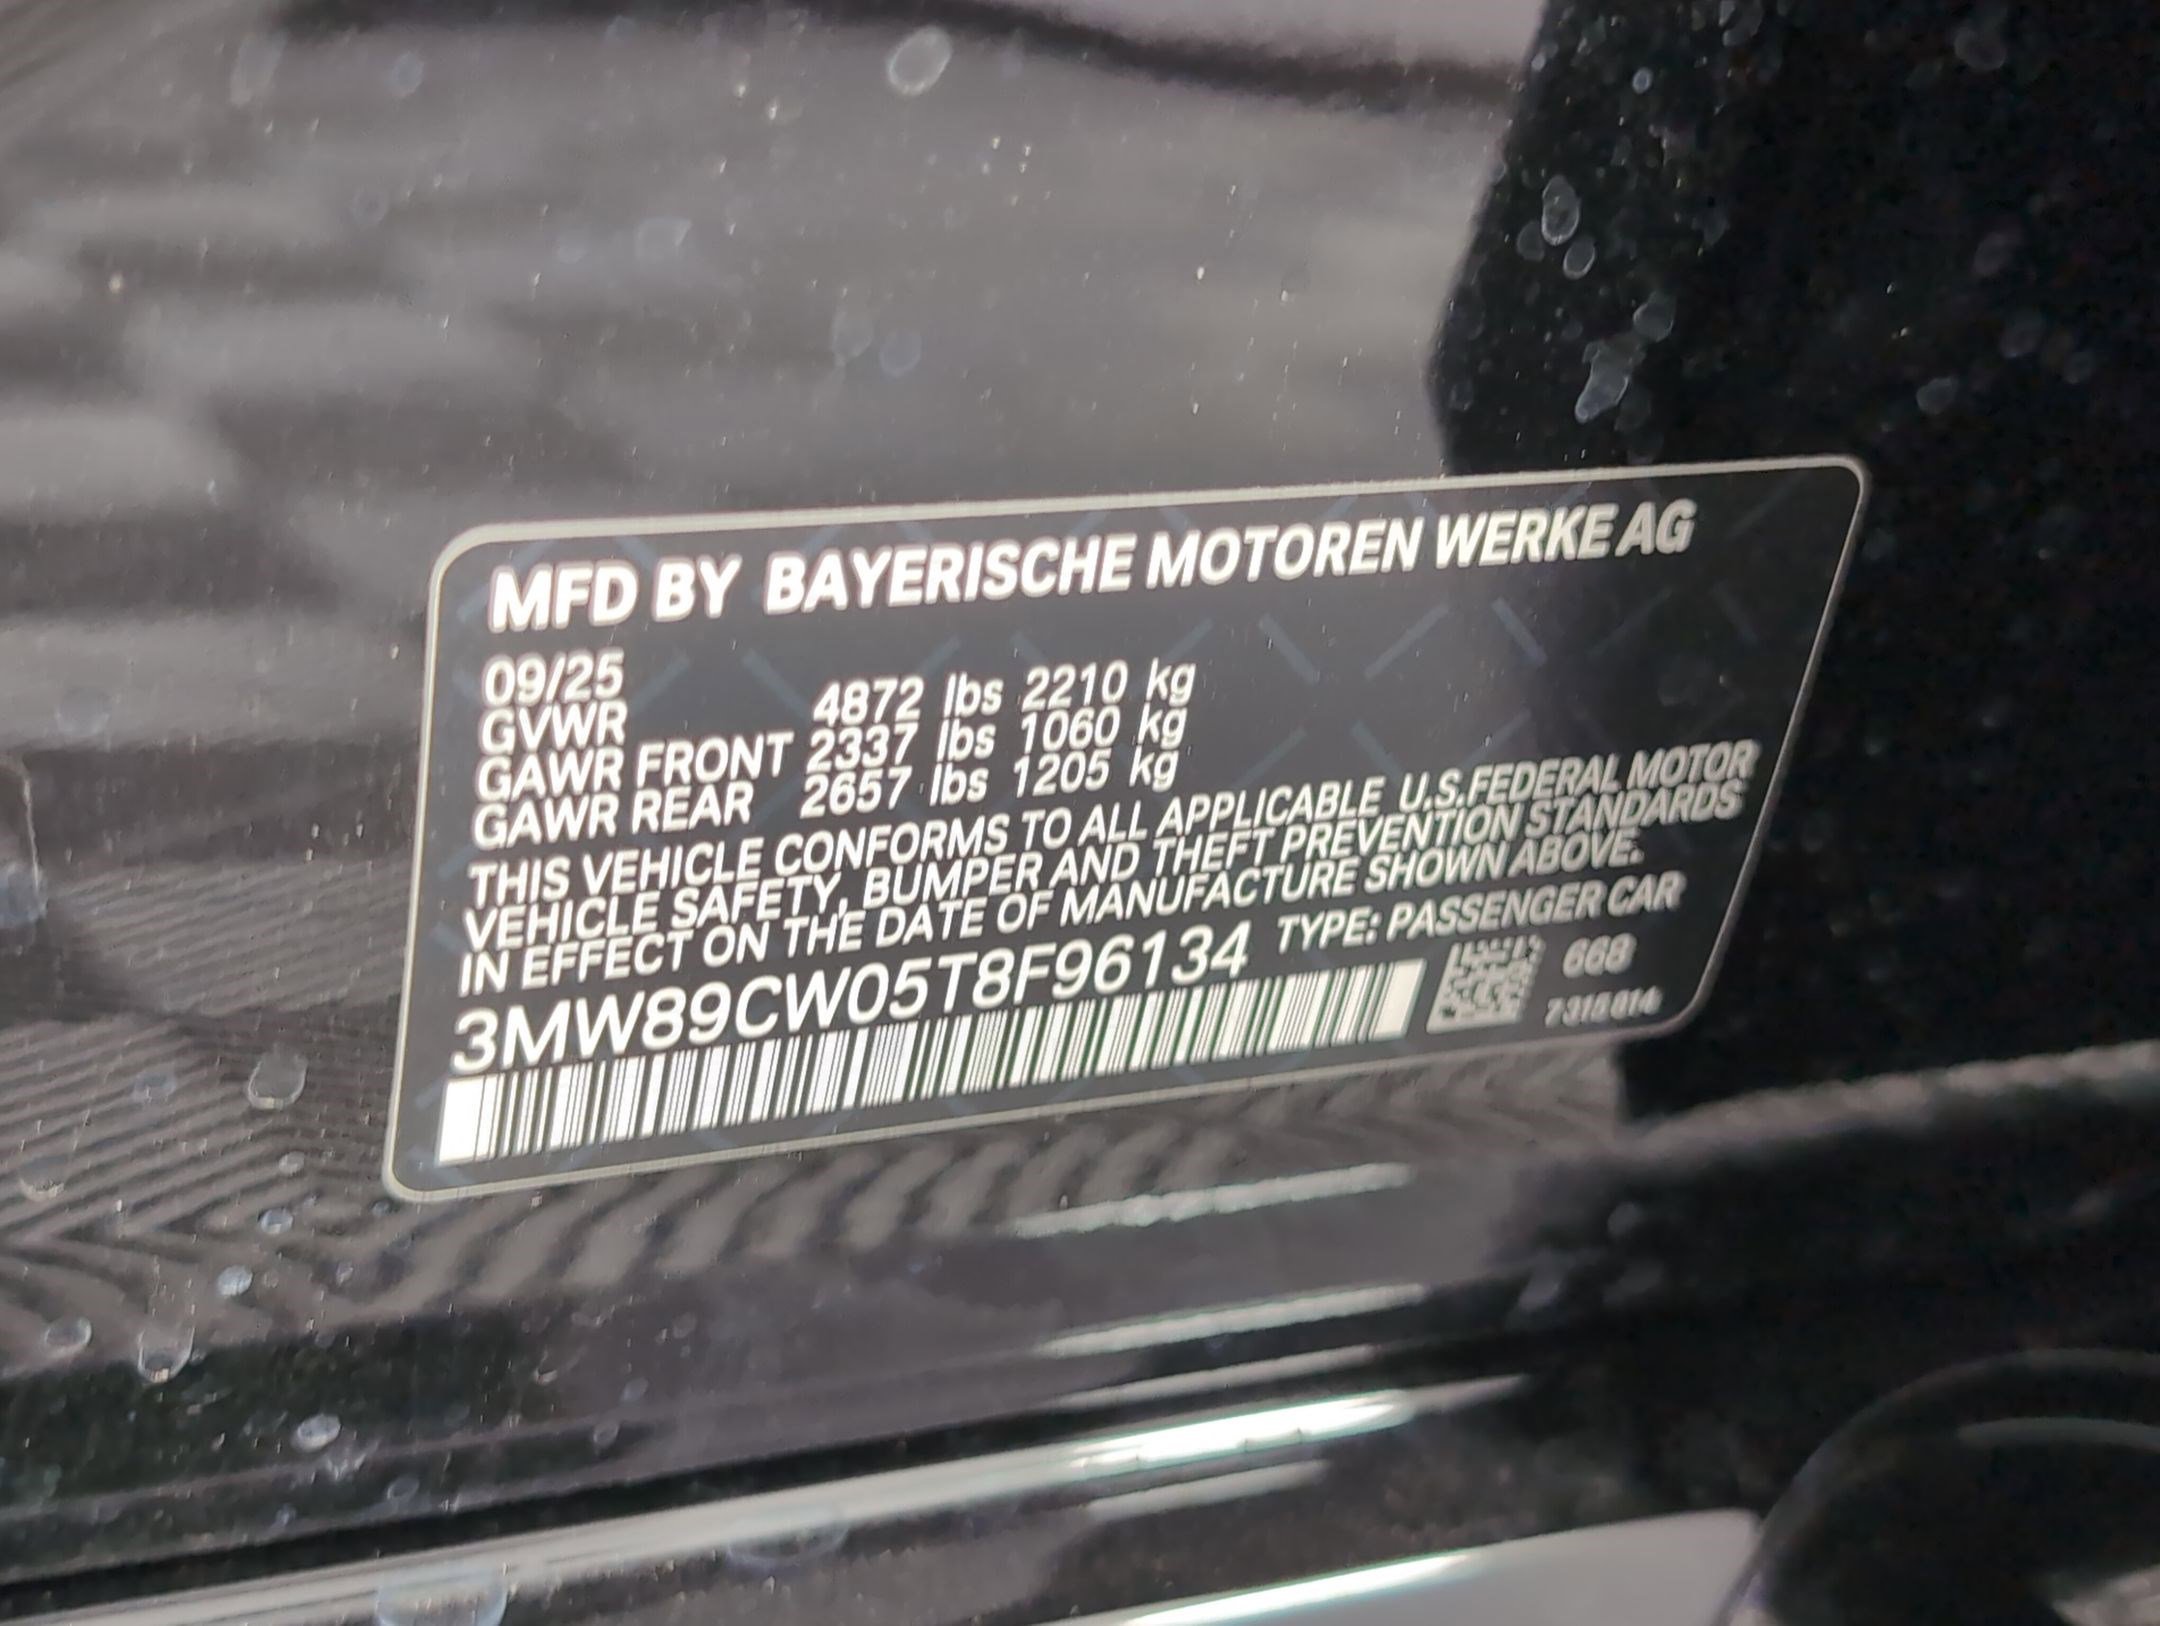 MFD BY BAYERISCHE MOTOREN WERKE AG
09/25
GVWR 4872 lbs 2210 kg
GAWR FRONT 2337 lbs 1060 kg
GAWR REAR 2657 lbs 1205 kg
THIS VEHICLE CONFORMS TO ALL APPLICABLE U.S.FEDERAL MOTOR
VEHICLE SAFETY, BUMPER AND THEFT PREVENTION STANDARDS
IN EFFECT ON THE DATE OF MANUFACTURE SHOWN ABOVE.
3MW89CW05T8F96134 TYPE: PASSENGER CAR
668